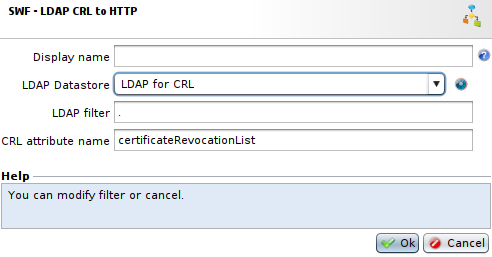 SWF - LDAP CRL to HTTP
Display name
LDAP Datastore LDAP for CRL
LDAP filter .
CRL attribute name certificateRevocationList
Help
You can modify filter or cancel.
Ok Cancel